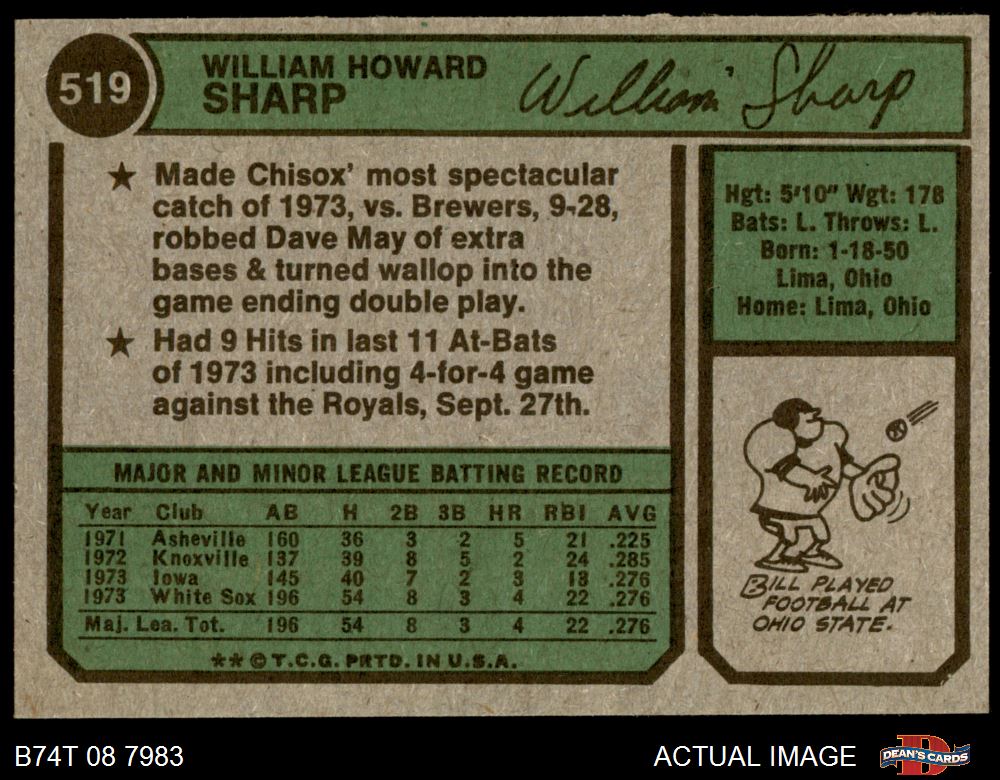 519
WILLIAM HOWARD
SHARP
William Sharp
★ Made Chisox' most spectacular
catch of 1973, vs. Brewers, 9-28,
robbed Dave May of extra
bases & turned wallop into the
game ending double play.
★ Had 9 Hits in last 11 At-Bats
of 1973 including 4-for-4 game
against the Royals, Sept. 27th.
Hgt: 5'10" Wgt: 178
Bats: L. Throws: L.
Born: 1-18-50
Lima, Ohio
Home: Lima, Ohio
MAJOR AND MINOR LEAGUE BATTING RECORD
Year Club AB H 2B 3B HR RBI AVG
1971 Asheville 160 36 3 2 5 21 .225
1972 Knoxville 137 39 8 5 2 24 .285
1973 Iowa 145 40 7 2 3 13 .276
1973 White Sox 196 54 8 3 4 22 .276
Maj. Lea. Tot. 196 54 8 3 4 22 .276
**©T.C.G. PRTD. IN U.S.A.
BILL PLAYED
FOOTBALL AT
OHIO STATE.
B74T 08 7983
ACTUAL IMAGE
DEAN'S CARDS